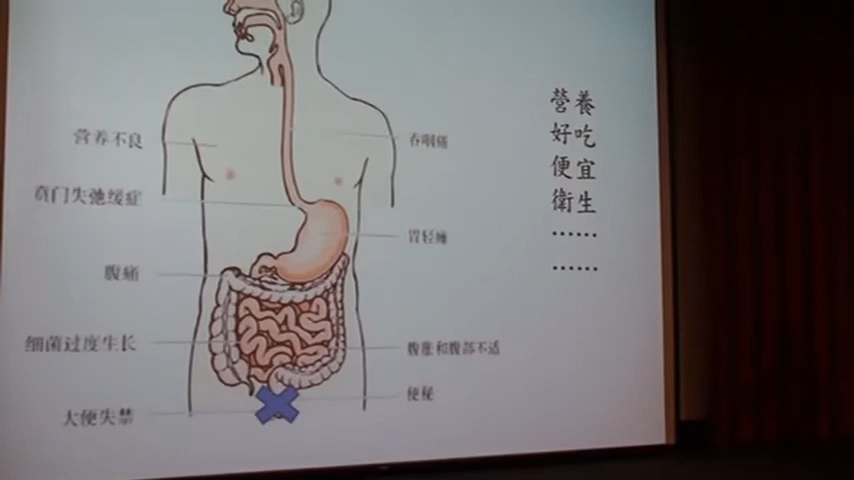 营养不良
贲门失弛缓症
腹痛
细菌过度生长
大便失禁
吞咽痛
胃轻瘫
腹胀和腹部不适
便秘
營養
好吃
便宜
衛生
……
……